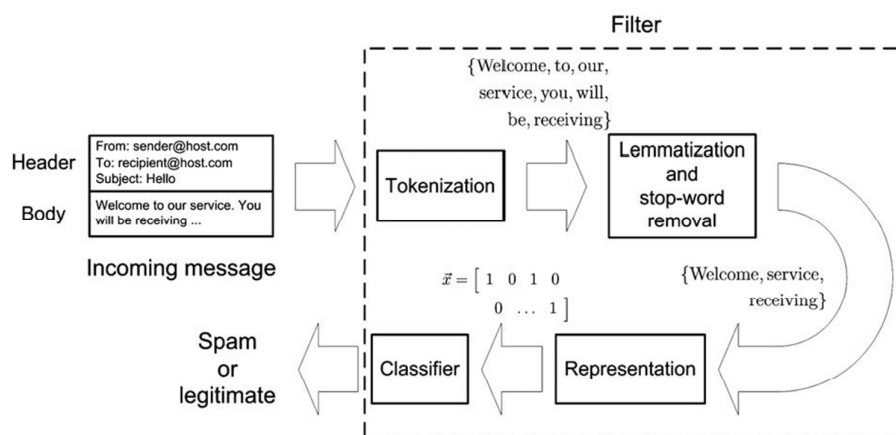 Filter
{Welcome, to, our,
service, you, will,
be, receiving}
Header
From: sender@host.com
To: recipient@host.com
Subject: Hello
Body
Welcome to our service. You
will be receiving ...
Incoming message
Tokenization
Lemmatization
and
stop-word
removal
{Welcome, service,
receiving}
x⃗ = [ 1 0 1 0
0 ... 1 ]
Representation
Classifier
Spam
or
legitimate